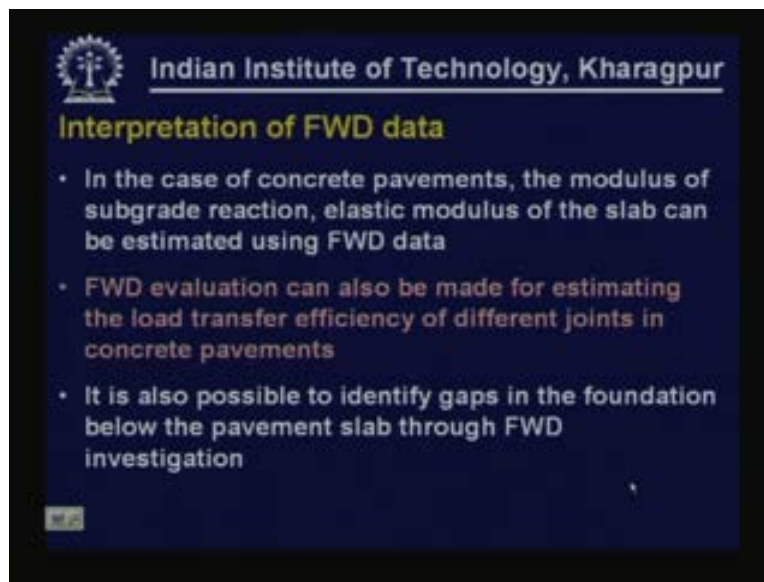 Indian Institute of Technology, Kharagpur
Interpretation of FWD data
• In the case of concrete pavements, the modulus of
subgrade reaction, elastic modulus of the slab can
be estimated using FWD data
• FWD evaluation can also be made for estimating
the load transfer efficiency of different joints in
concrete pavements
• It is also possible to identify gaps in the foundation
below the pavement slab through FWD
investigation